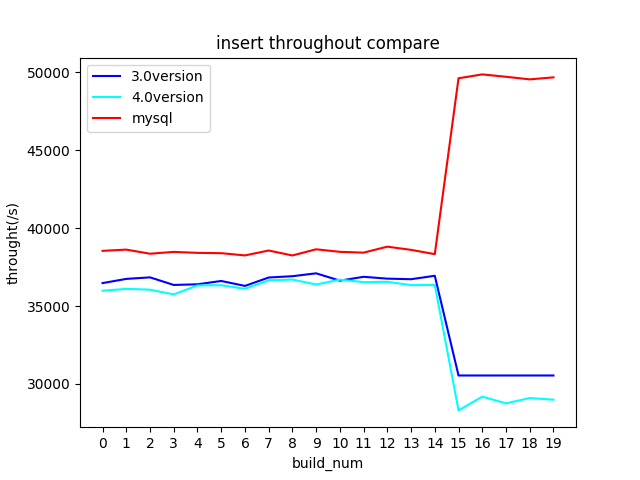 insert throughout compare
3.0version
4.0version
mysql
50000
45000
40000
35000
30000
throught(/s)
0 1 2 3 4 5 6 7 8 9 10 11 12 13 14 15 16 17 18 19
build_num